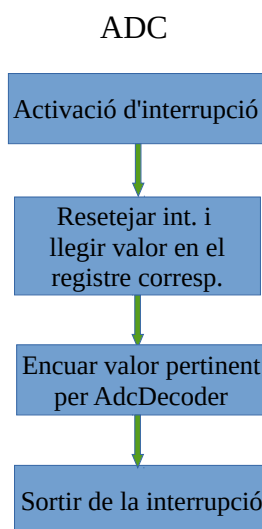 ADC
Activació d'interrupció
Resetejar int. i
llegir valor en el
registre corresp.
Encuar valor pertinent
per AdcDecoder
Sortir de la interrupció